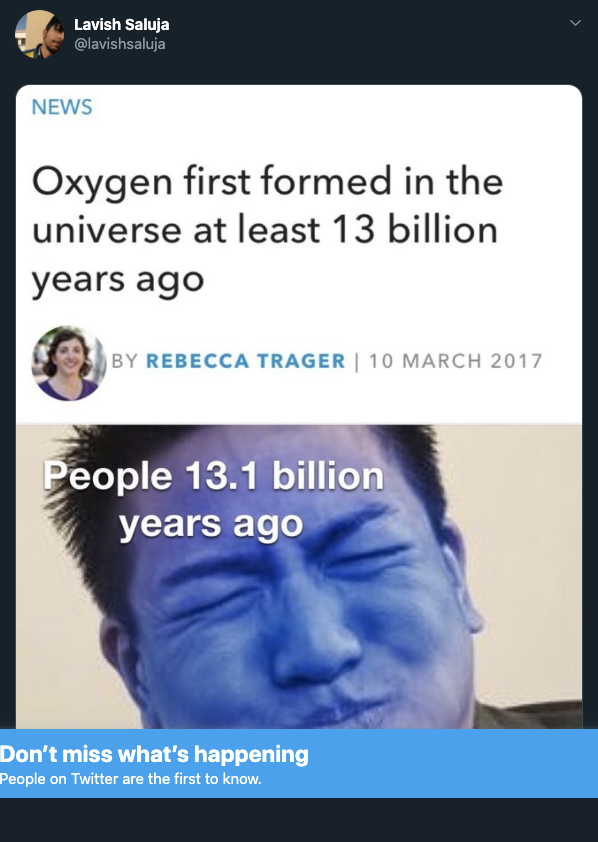 Lavish Saluja
@lavishsaluja
NEWS
Oxygen first formed in the
universe at least 13 billion
years ago
BY REBECCA TRAGER | 10 MARCH 2017
People 13.1 billion
years ago
Don't miss what's happening
People on Twitter are the first to know.